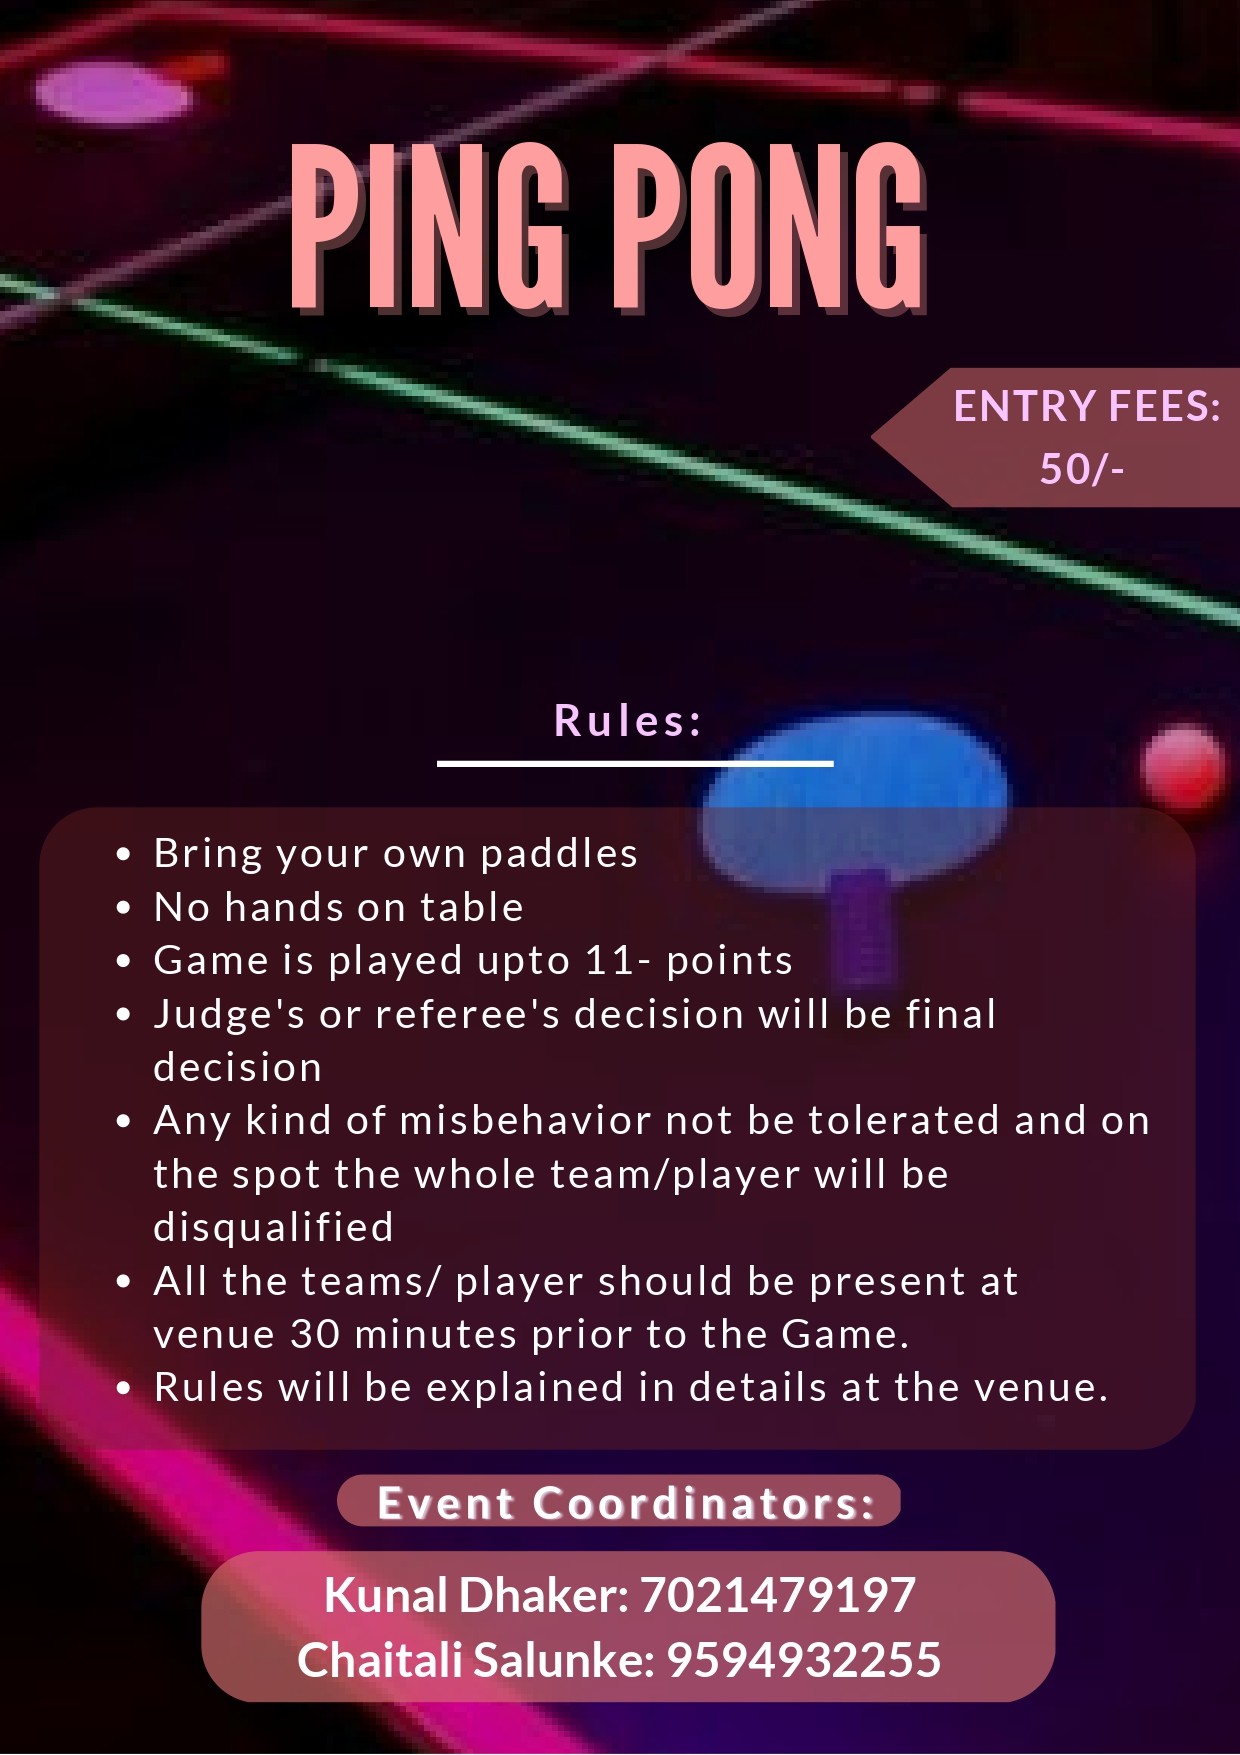 PING PONG
ENTRY FEES:
50/-
Rules:
• Bring your own paddles
• No hands on table
• Game is played upto 11- points
• Judge's or referee's decision will be final
decision
• Any kind of misbehavior not be tolerated and on
the spot the whole team/player will be
disqualified
• All the teams/ player should be present at
venue 30 minutes prior to the Game.
• Rules will be explained in details at the venue.
Event Coordinators:
Kunal Dhaker: 7021479197
Chaitali Salunke: 9594932255